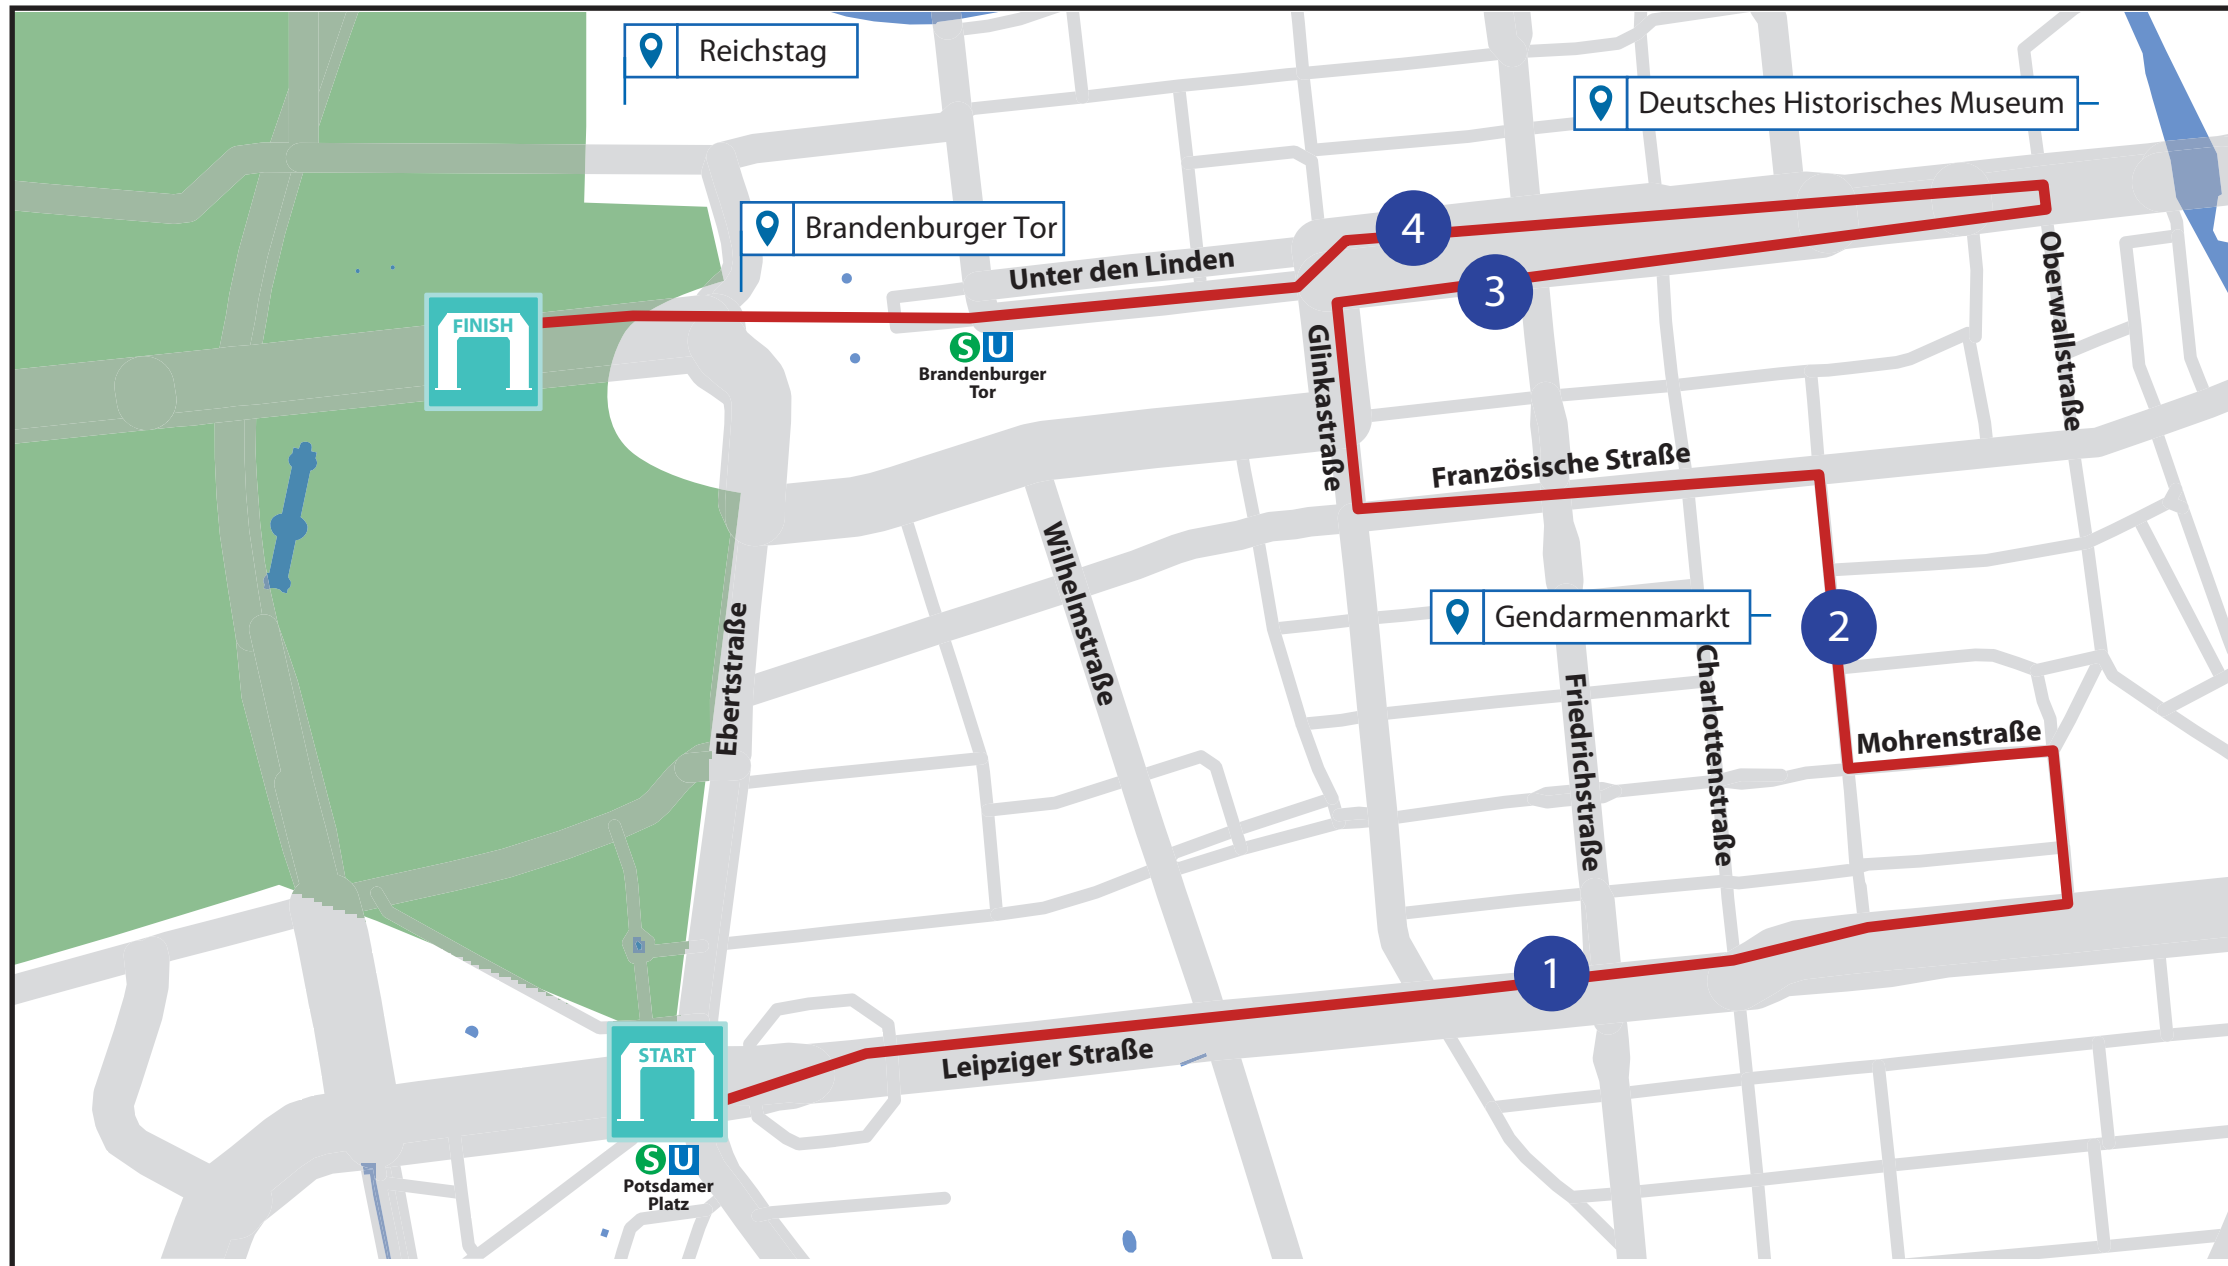 Reichstag
Deutsches Historisches Museum
Brandenburger Tor
4
Unter den Linden
3
Oberwallstraße
FINISH
S U
Brandenburger
Tor
Glinkastraße
Französische Straße
Wilhelmstraße
Ebertstraße
Gendarmenmarkt
2
Charlottenstraße
Friedrichstraße
Mohrenstraße
1
START
Leipziger Straße
S U
Potsdamer
Platz